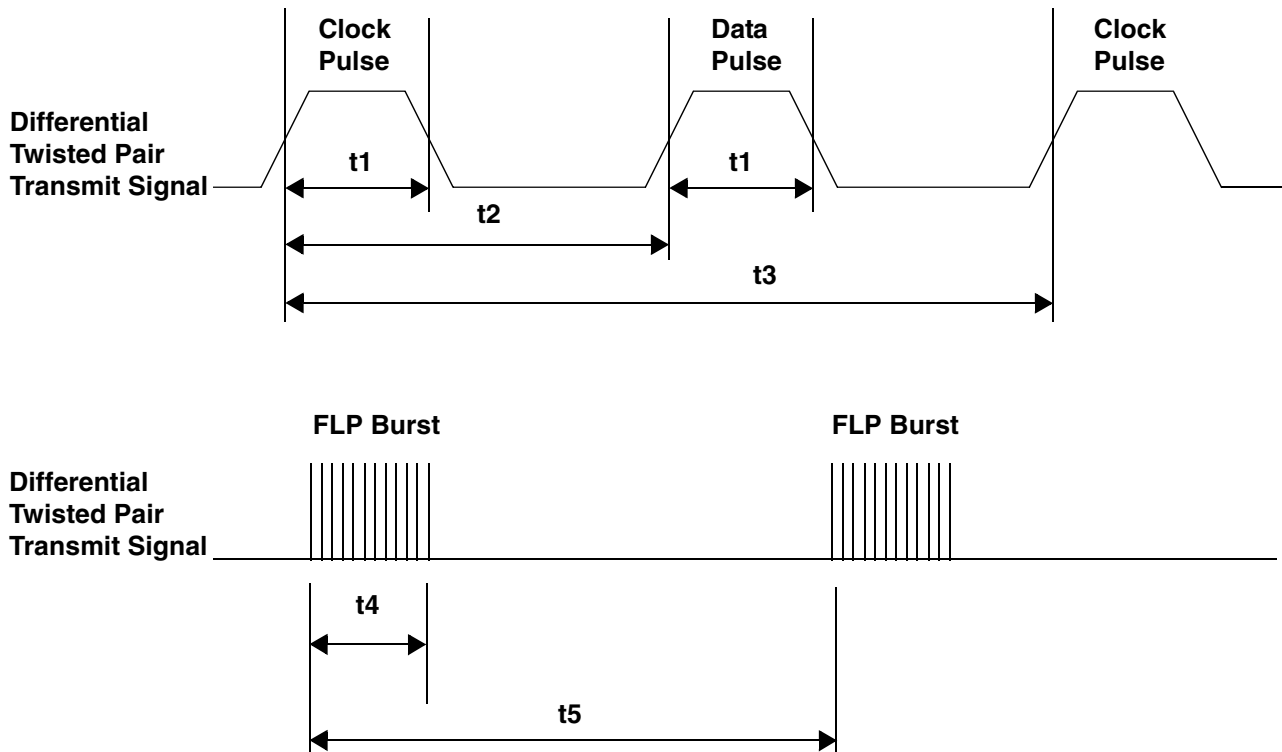 Clock
Pulse
Data
Pulse
Clock
Pulse
Differential
Twisted Pair
Transmit Signal
t1
t1
t2
t3
FLP Burst
FLP Burst
Differential
Twisted Pair
Transmit Signal
t4
t5